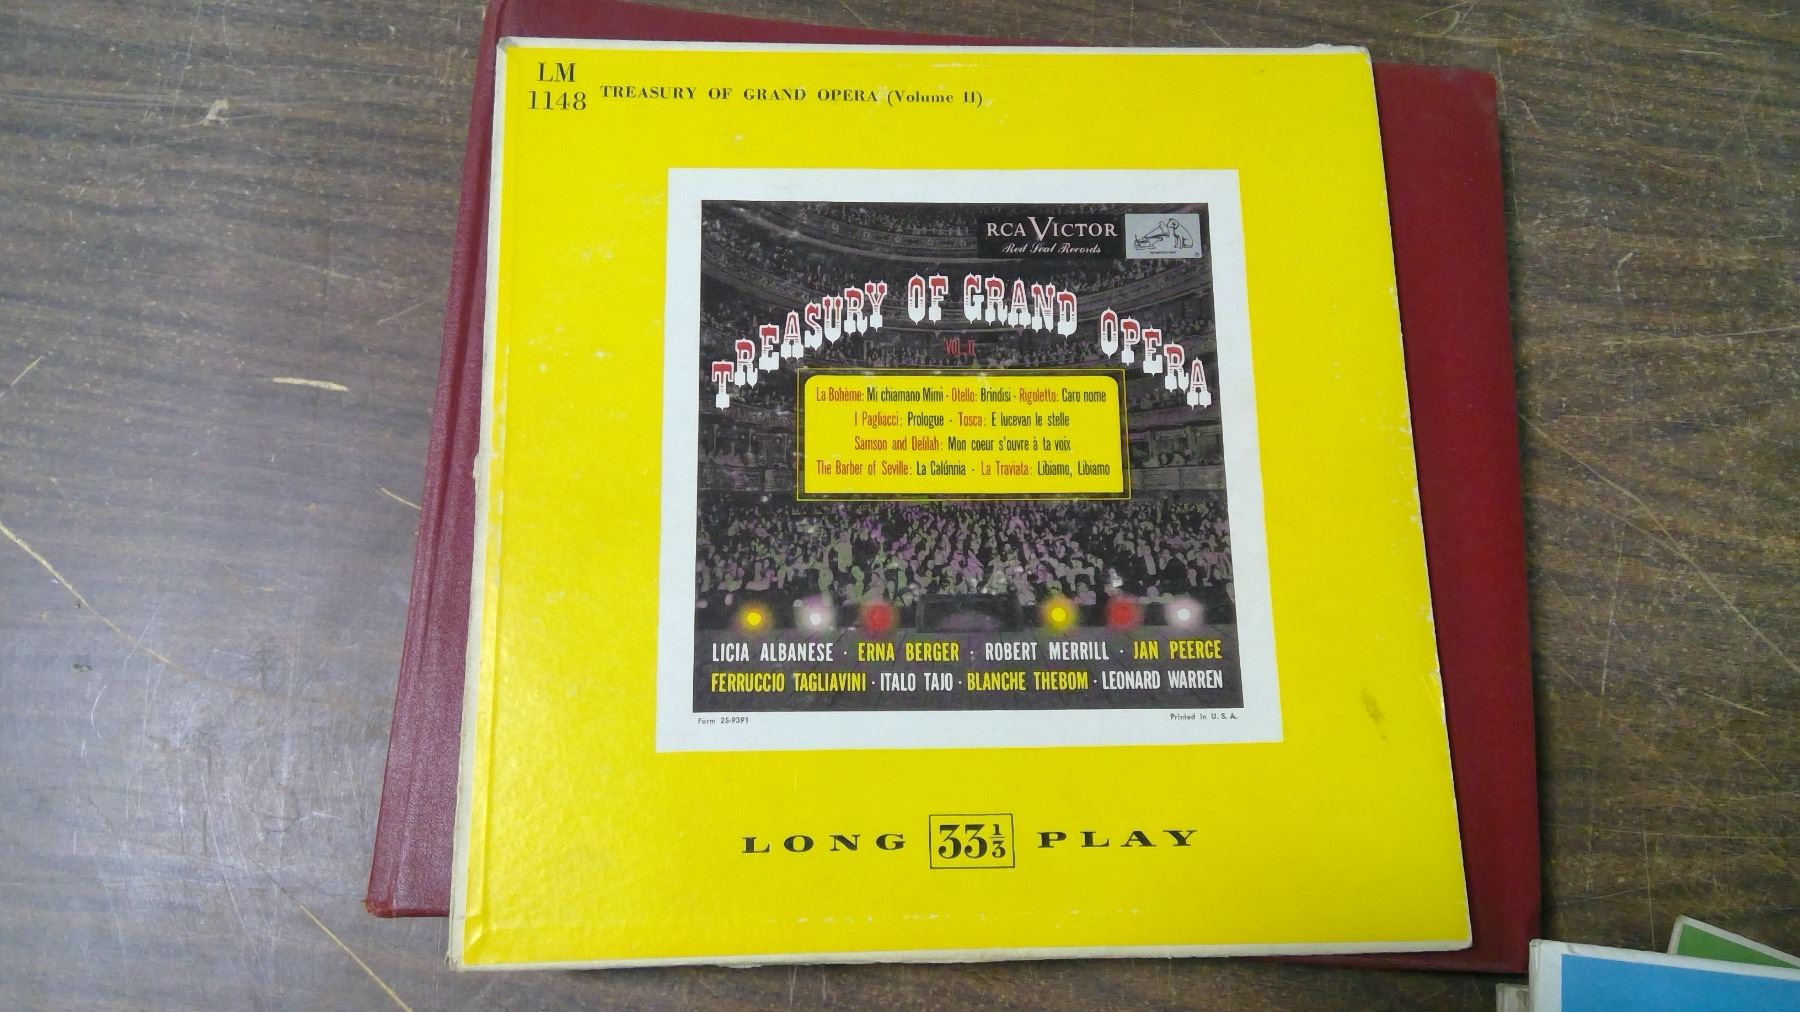 LM
1148
TREASURY OF GRAND OPERA (Volume II)
RCA VICTOR
Red Seal Records
TREASURY OF GRAND OPERA
VOL. II
La Bohème: Mi chiamano Mimì · Otello: Brindisi · Rigoletto: Caro nome
I Pagliacci: Prologue · Tosca: E lucevan le stelle
Samson and Delilah: Mon coeur s'ouvre à ta voix
The Barber of Seville: La Calúnnia · La Traviata: Libiamo, Libiamo
LICIA ALBANESE · ERNA BERGER · ROBERT MERRILL · JAN PEERCE
FERRUCCIO TAGLIAVINI · ITALO TAJO · BLANCHE THEBOM · LEONARD WARREN
Form 25-9391
Printed in U. S. A.
LONG 33⅓ PLAY